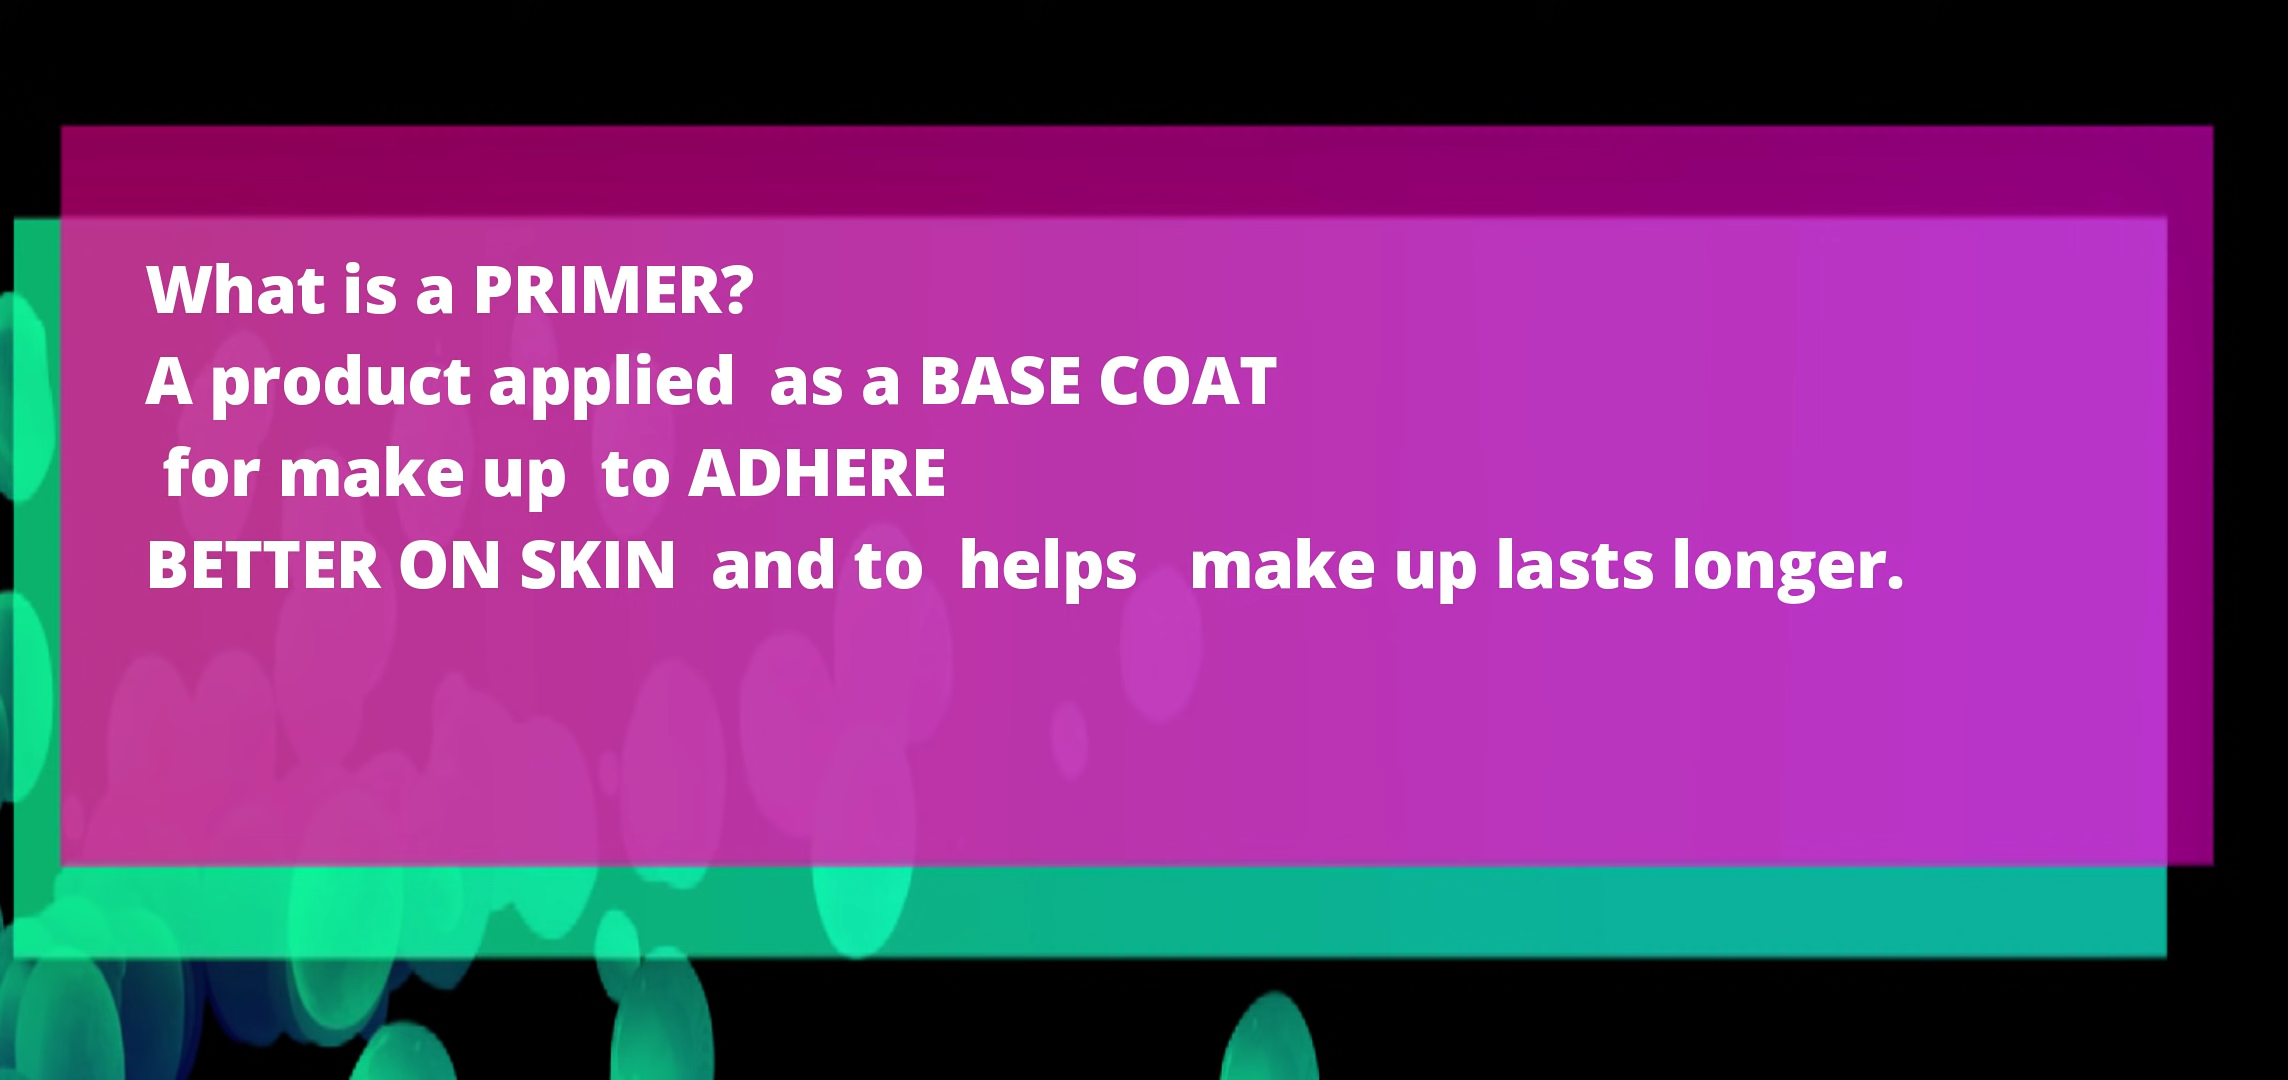 What is a PRIMER?
A product applied  as a BASE COAT
for make up  to ADHERE
BETTER ON SKIN  and to  helps   make up lasts longer.